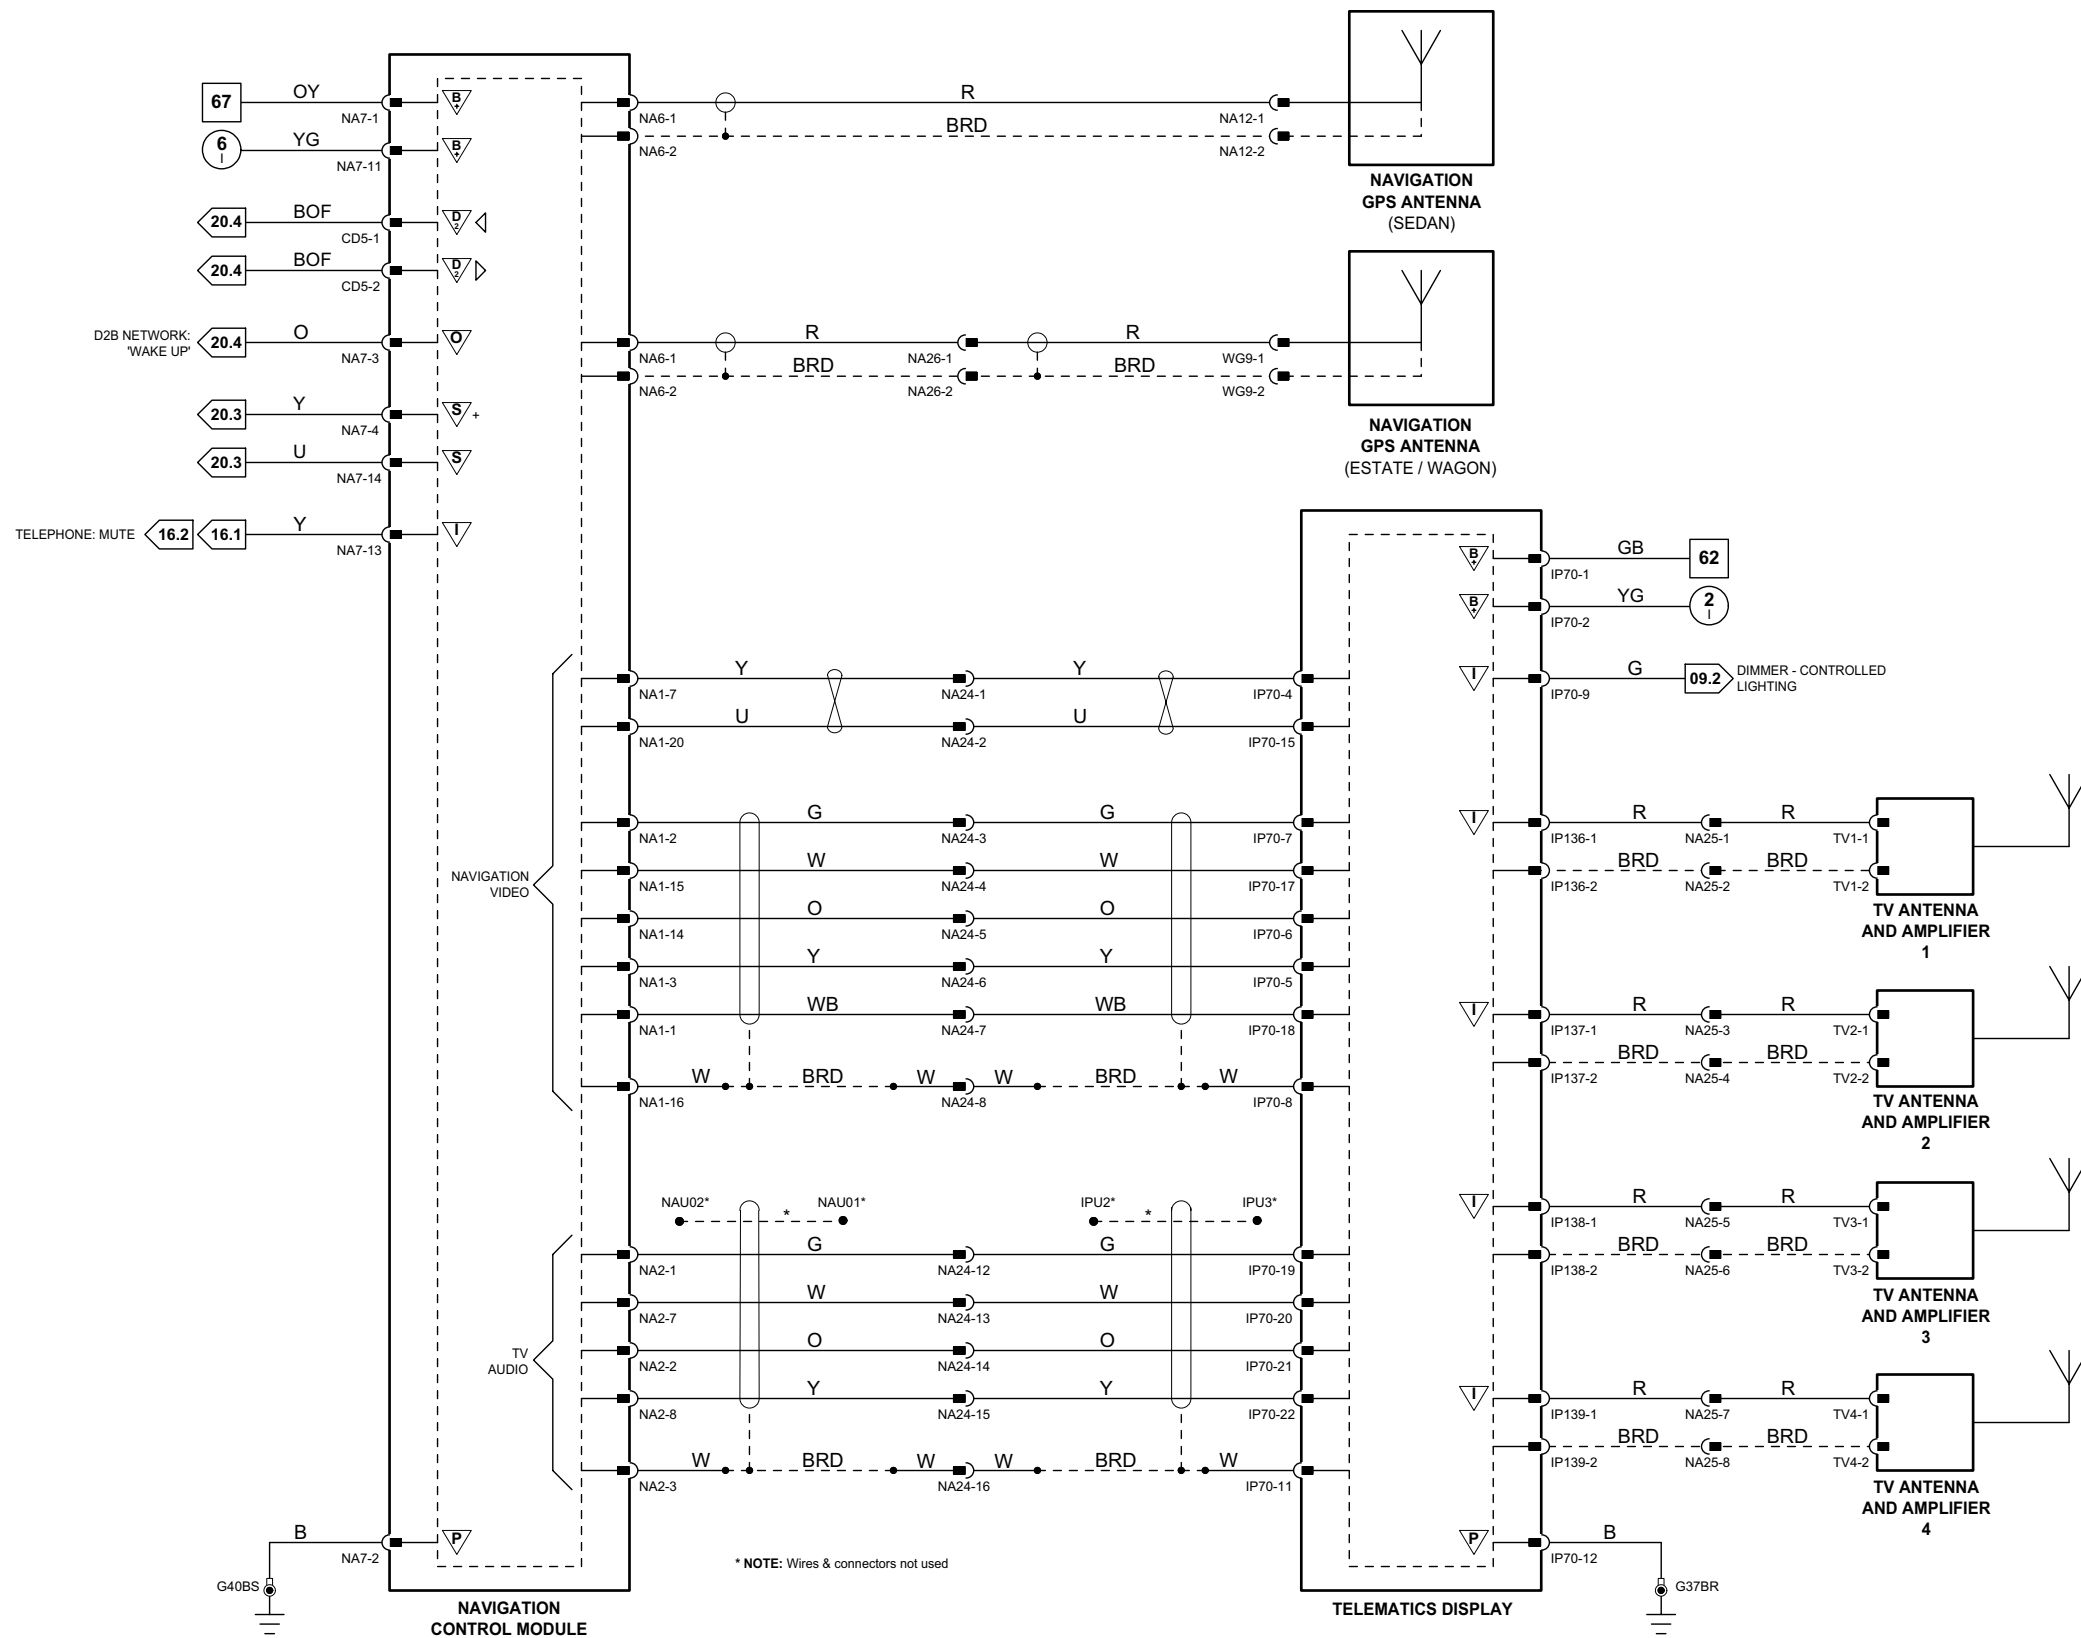 67
OY
NA7-1
B+
6
I
YG
NA7-11
B+
20.4
BOF
CD5-1
D2
20.4
BOF
CD5-2
D2
D2B NETWORK:
'WAKE UP'
20.4
O
NA7-3
O
20.3
Y
NA7-4
S +
20.3
U
NA7-14
S
TELEPHONE: MUTE
16.2
16.1
Y
NA7-13
I
NA6-1
R
NA12-1
NA6-2
BRD
NA12-2
NAVIGATION
GPS ANTENNA
(SEDAN)
NA6-1
R
NA26-1
R
WG9-1
NA6-2
BRD
NA26-2
BRD
WG9-2
NAVIGATION
GPS ANTENNA
(ESTATE / WAGON)
B+
IP70-1
GB
62
B+
IP70-2
YG
2
I
I
IP70-9
G
09.2
DIMMER - CONTROLLED
LIGHTING
NAVIGATION
VIDEO
NA1-7
Y
NA24-1
Y
IP70-4
NA1-20
U
NA24-2
U
IP70-15
NA1-2
G
NA24-3
G
IP70-7
NA1-15
W
NA24-4
W
IP70-17
NA1-14
O
NA24-5
O
IP70-6
NA1-3
Y
NA24-6
Y
IP70-5
NA1-1
WB
NA24-7
WB
IP70-18
NA1-16
W
BRD
W
NA24-8
W
BRD
W
IP70-8
I
IP136-1
R
NA25-1
R
TV1-1
IP136-2
BRD
NA25-2
BRD
TV1-2
TV ANTENNA
AND AMPLIFIER
1
I
IP137-1
R
NA25-3
R
TV2-1
IP137-2
BRD
NA25-4
BRD
TV2-2
TV ANTENNA
AND AMPLIFIER
2
I
IP138-1
R
NA25-5
R
TV3-1
IP138-2
BRD
NA25-6
BRD
TV3-2
TV ANTENNA
AND AMPLIFIER
3
I
IP139-1
R
NA25-7
R
TV4-1
IP139-2
BRD
NA25-8
BRD
TV4-2
TV ANTENNA
AND AMPLIFIER
4
NAU02*
*
NAU01*
IPU2*
*
IPU3*
TV
AUDIO
NA2-1
G
NA24-12
G
IP70-19
NA2-7
W
NA24-13
W
IP70-20
NA2-2
O
NA24-14
O
IP70-21
NA2-8
Y
NA24-15
Y
IP70-22
NA2-3
W
BRD
W
NA24-16
W
BRD
W
IP70-11
B
NA7-2
P
G40BS
* NOTE: Wires & connectors not used
P
IP70-12
B
G37BR
NAVIGATION
CONTROL MODULE
TELEMATICS DISPLAY